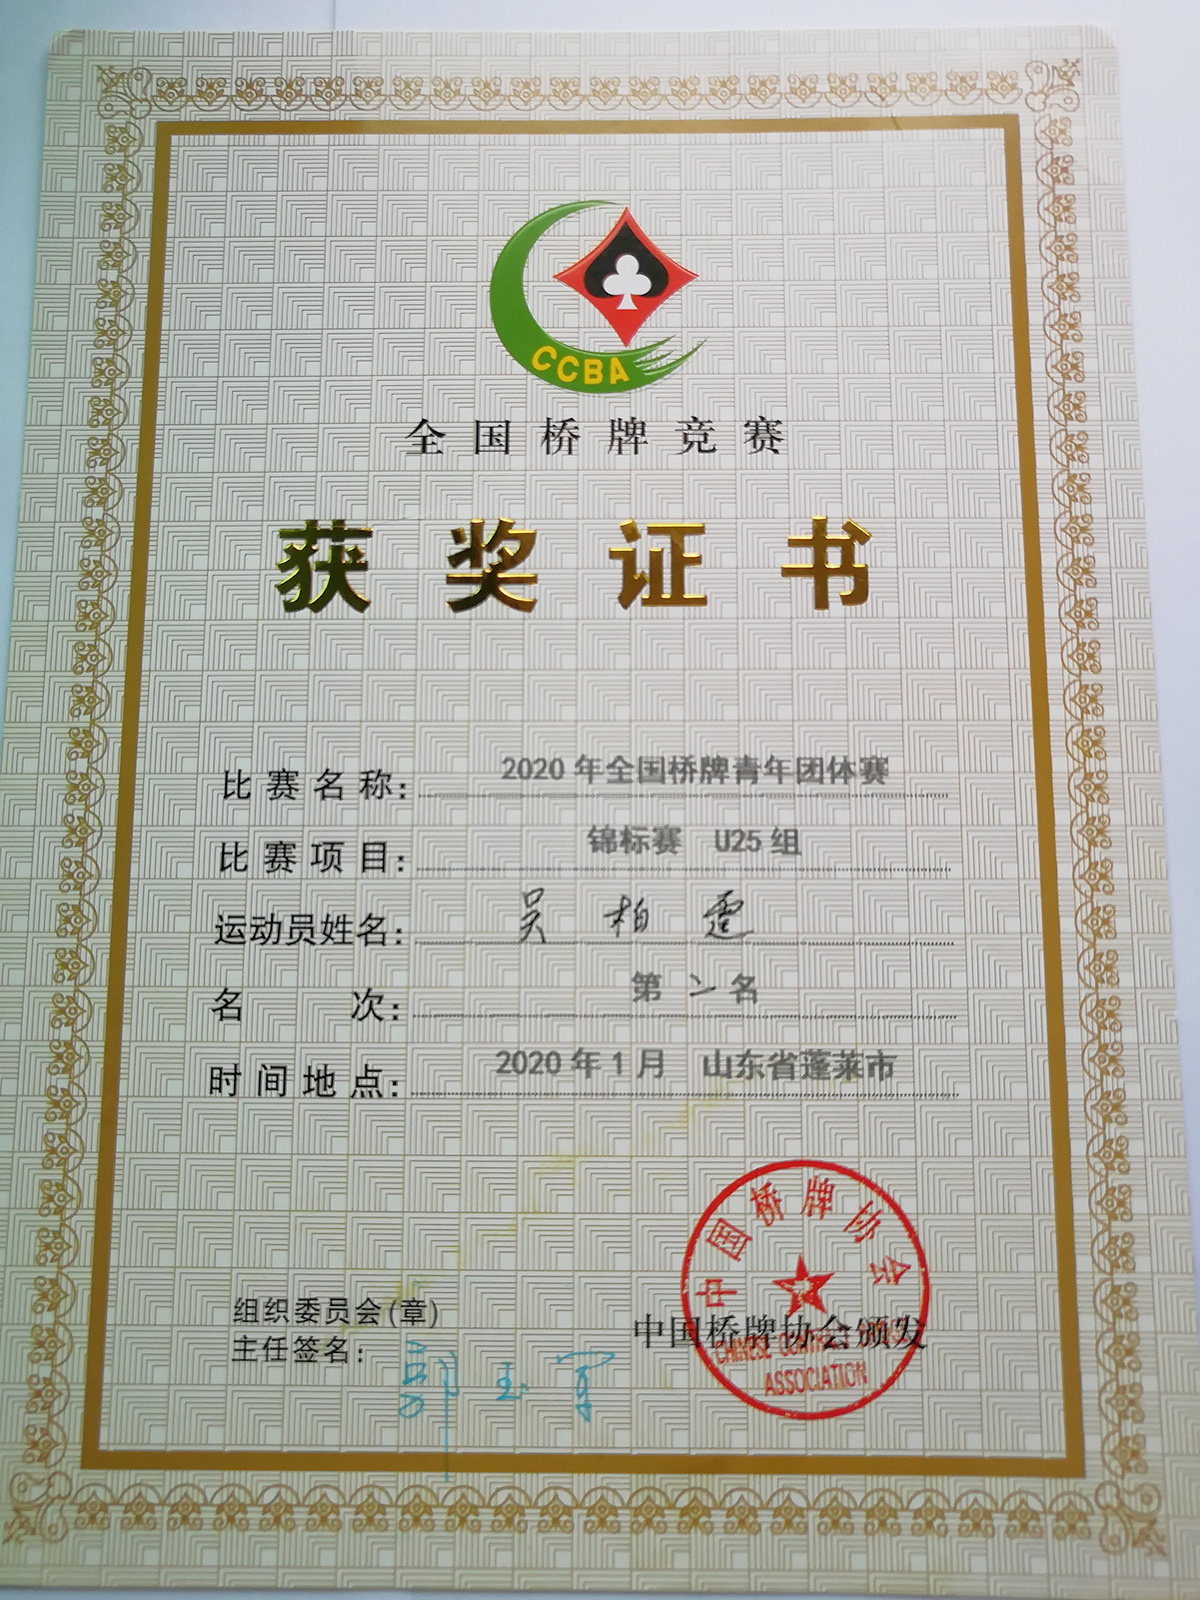 CCBA
全国桥牌竞赛
获奖证书
比赛名称: 2020年全国桥牌青年团体赛
比赛项目: 锦标赛 U25组
运动员姓名: 吴柏霆
名次: 第二名
时间地点: 2020年1月 山东省蓬莱市
组织委员会(章)
主任签名:
中国桥牌协会颁发
中国桥牌协会
CHINESE CONTRACT BRIDGE
ASSOCIATION